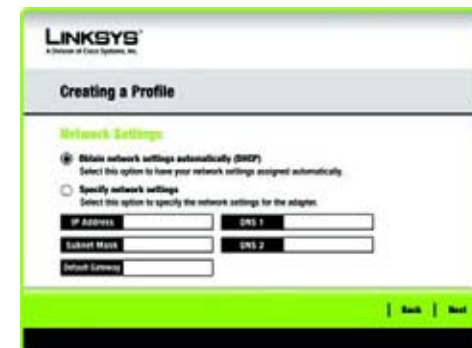 LINKSYS®
A Division of Cisco Systems, Inc.
Creating a Profile
Network Settings
Obtain network settings automatically (DHCP)
Select this option to have your network settings assigned automatically.
Specify network settings
Select this option to specify the network settings for the adapter.
IP Address
DNS 1
Subnet Mask
DNS 2
Default Gateway
Back
Next